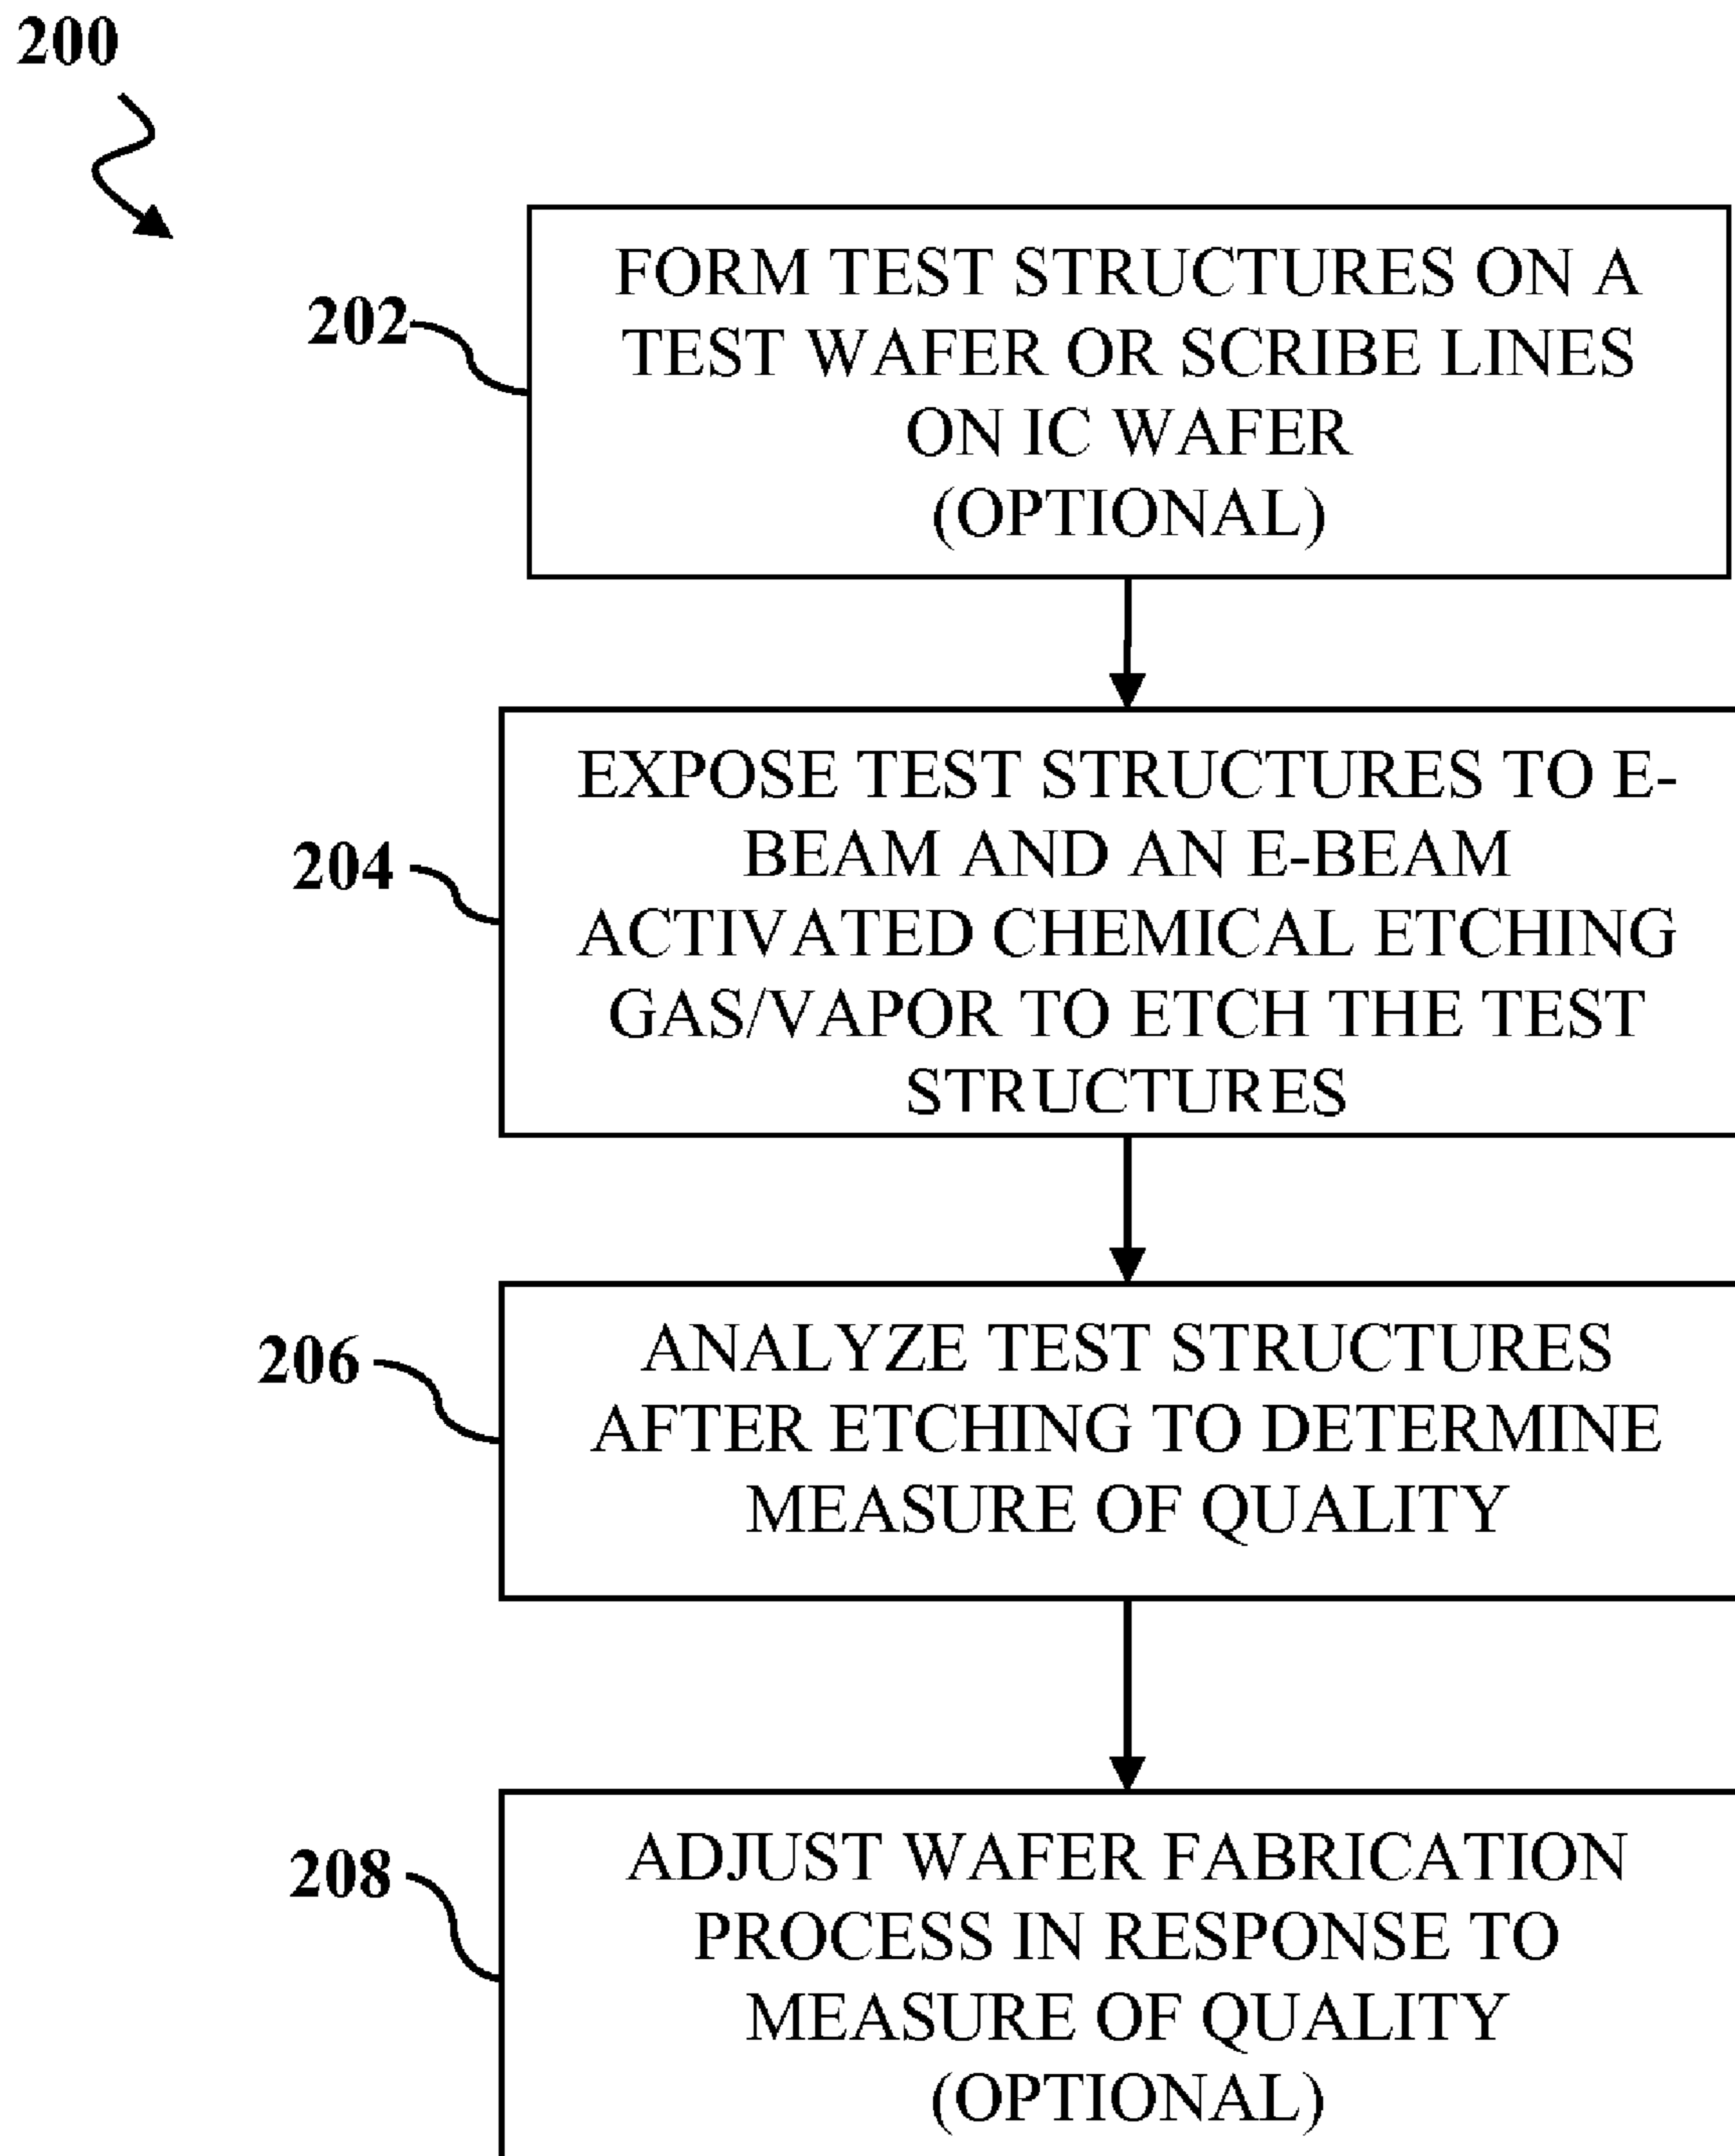 200
202
FORM TEST STRUCTURES ON A
TEST WAFER OR SCRIBE LINES
ON IC WAFER
(OPTIONAL)
204
EXPOSE TEST STRUCTURES TO E-
BEAM AND AN E-BEAM
ACTIVATED CHEMICAL ETCHING
GAS/VAPOR TO ETCH THE TEST
STRUCTURES
206
ANALYZE TEST STRUCTURES
AFTER ETCHING TO DETERMINE
MEASURE OF QUALITY
208
ADJUST WAFER FABRICATION
PROCESS IN RESPONSE TO
MEASURE OF QUALITY
(OPTIONAL)